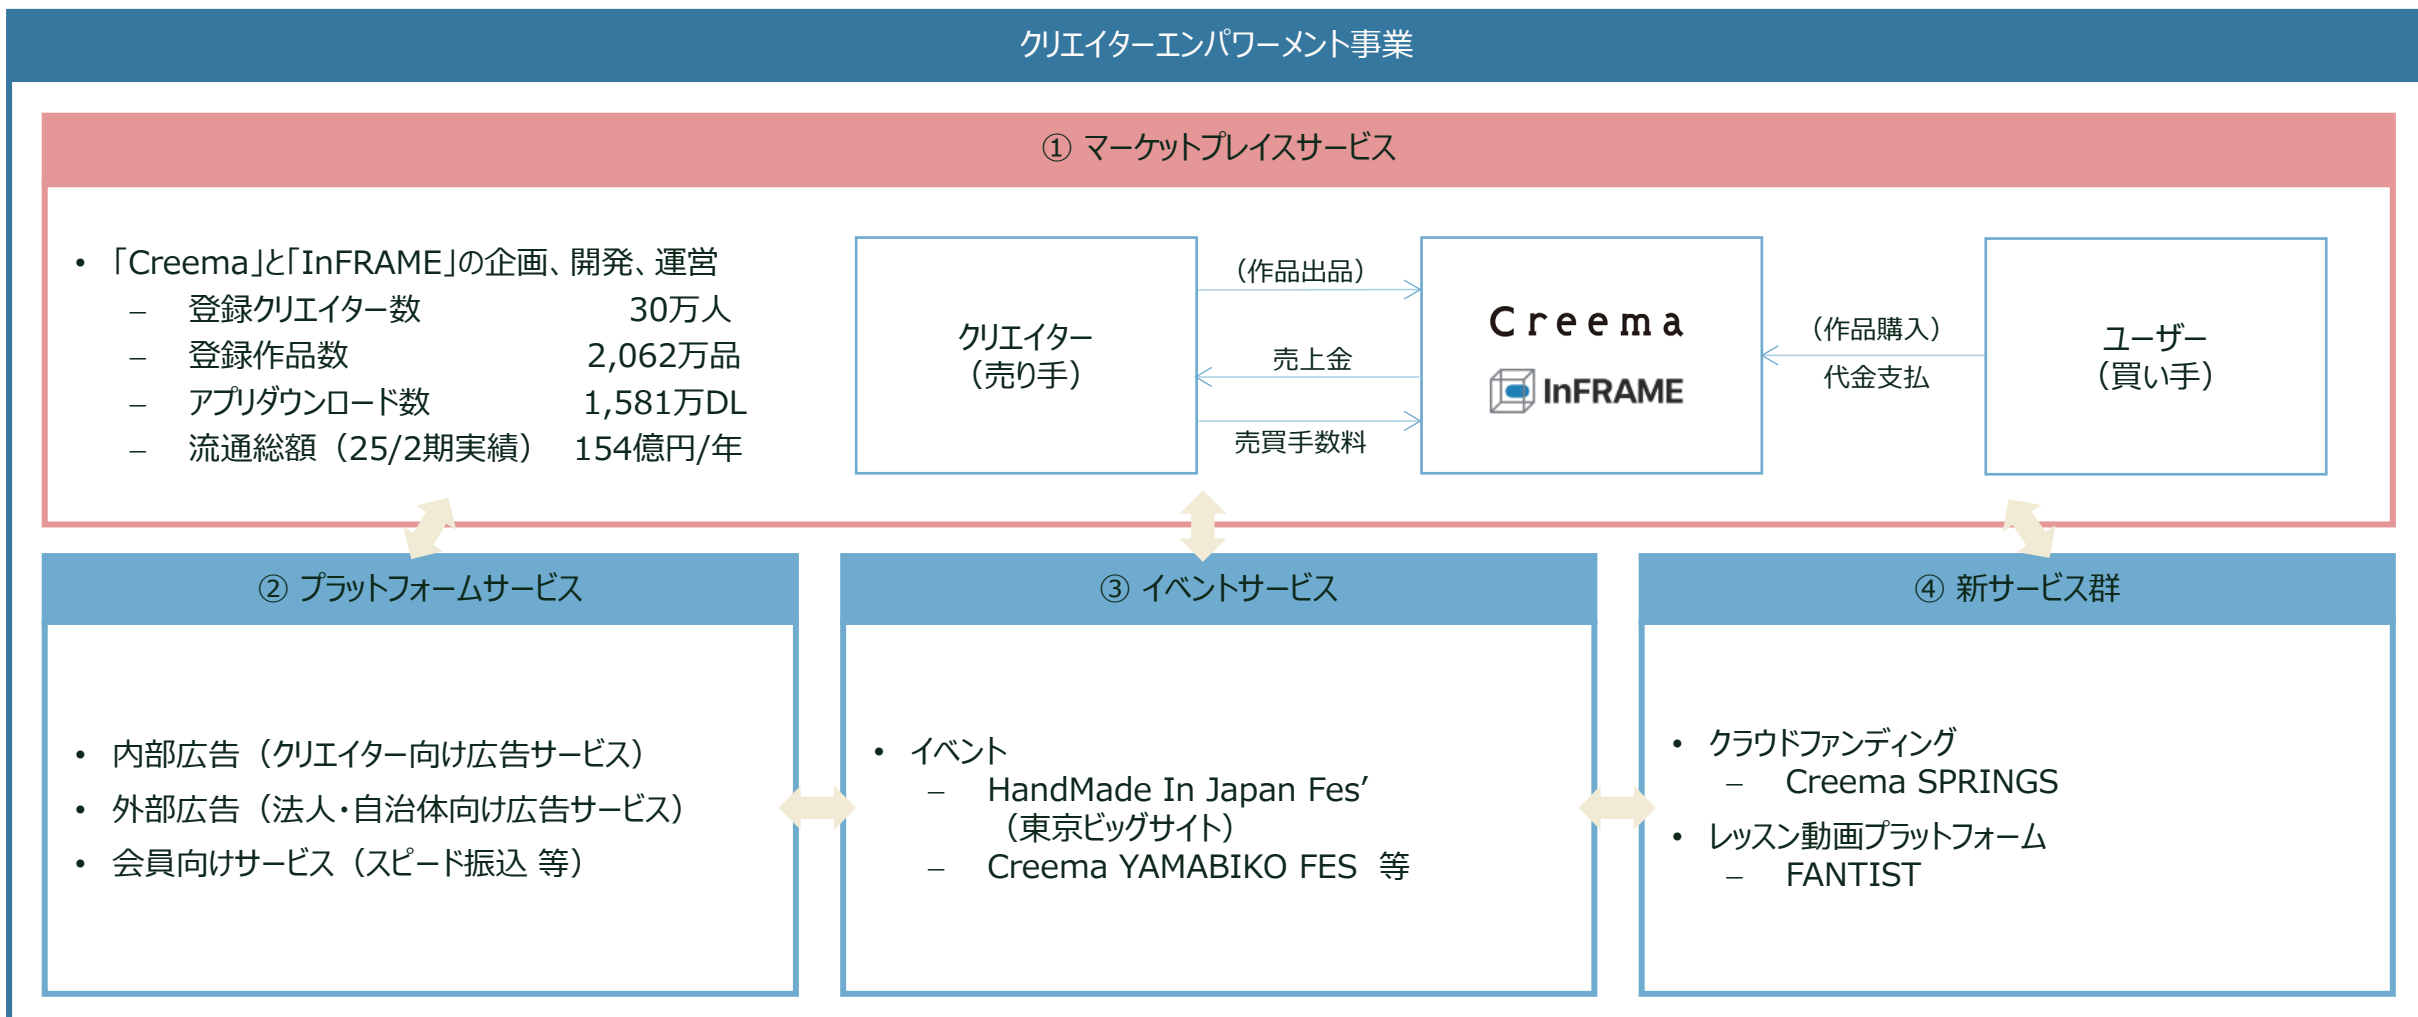 クリエイターエンパワーメント事業
① マーケットプレイスサービス
• 「Creema」と「InFRAME」の企画、開発、運営
– 登録クリエイター数 30万人
– 登録作品数 2,062万品
– アプリダウンロード数 1,581万DL
– 流通総額（25/2期実績） 154億円/年
クリエイター
（売り手）
（作品出品）
売上金
売買手数料
Creema
InFRAME
（作品購入）
代金支払
ユーザー
（買い手）
② プラットフォームサービス
• 内部広告（クリエイター向け広告サービス）
• 外部広告（法人・自治体向け広告サービス）
• 会員向けサービス（スピード振込 等）
③ イベントサービス
• イベント
– HandMade In Japan Fes’
（東京ビッグサイト）
– Creema YAMABIKO FES 等
④ 新サービス群
• クラウドファンディング
– Creema SPRINGS
• レッスン動画プラットフォーム
– FANTIST